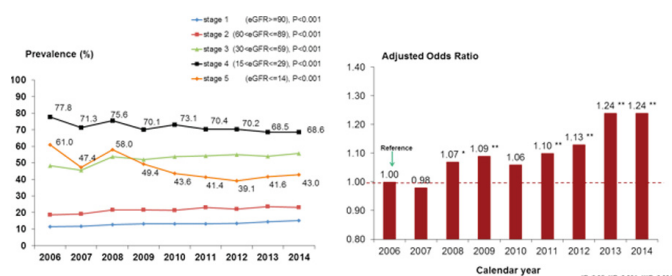 stage 1 (eGFR>=90), P<0.001
stage 2 (60<eGFR<=89), P<0.001
stage 3 (30<eGFR<=59), P<0.001
stage 4 (15<eGFR<=29), P<0.001
stage 5 (eGFR<=14), P<0.001
Prevalence (%)
100
90
80
70
60
50
40
30
20
10
0
77.8 71.3 75.6 70.1 73.1 70.4 70.2 68.5 68.6
61.0 47.4 58.0 49.4 43.6 41.4 39.1 41.6 43.0
2006 2007 2008 2009 2010 2011 2012 2013 2014
Adjusted Odds Ratio
1.40
1.20
1.00
0.80
Reference
1.00 0.98 1.07 * 1.09 ** 1.06 1.10 ** 1.13 ** 1.24 ** 1.24 **
2006 2007 2008 2009 2010 2011 2012 2013 2014
Calendar year